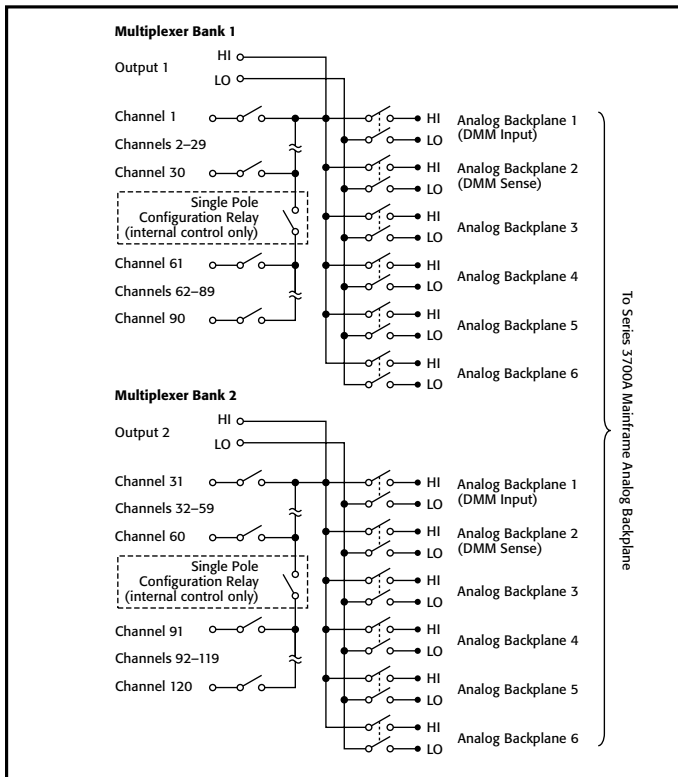 Multiplexer Bank 1
Output 1
HI
LO
Channel 1
Channels 2–29
Channel 30
Single Pole
Configuration Relay
(internal control only)
Channel 61
Channels 62–89
Channel 90
HI
LO
Analog Backplane 1
(DMM Input)
HI
LO
Analog Backplane 2
(DMM Sense)
HI
LO
Analog Backplane 3
HI
LO
Analog Backplane 4
HI
LO
Analog Backplane 5
HI
LO
Analog Backplane 6
Multiplexer Bank 2
Output 2
HI
LO
Channel 31
Channels 32–59
Channel 60
Single Pole
Configuration Relay
(internal control only)
Channel 91
Channels 92–119
Channel 120
HI
LO
Analog Backplane 1
(DMM Input)
HI
LO
Analog Backplane 2
(DMM Sense)
HI
LO
Analog Backplane 3
HI
LO
Analog Backplane 4
HI
LO
Analog Backplane 5
HI
LO
Analog Backplane 6
To Series 3700A Mainframe Analog Backplane